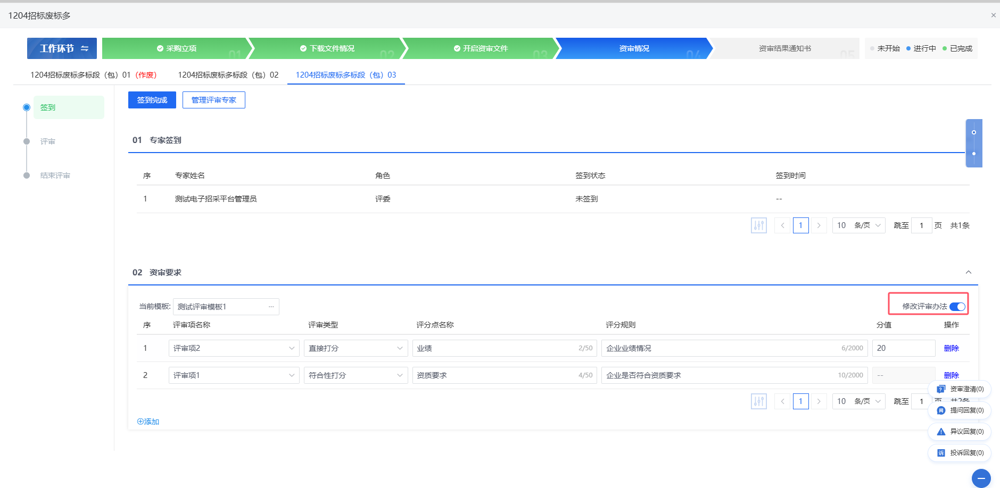 1204招标废标多
×
工作环节 采购立项 01 下载文件情况 02 开启资审文件 03 资审情况 04 资审结果通知书 05 未开始 进行中 已完成
1204招标废标多标段（包）01（作废） 1204招标废标多标段（包）02 1204招标废标多标段（包）03
签到
评审
结束评审
签到完成 管理评审专家
01 专家签到
序 专家姓名 角色 签到状态 签到时间
1 测试电子招采平台管理员 评委 未签到 --
1 10 条/页 跳至 1 页 共1条
02 资审要求
当前模板: 测试评审模板1 ··· 修改评审办法
序 评审项名称 评审类型 评分点名称 评分规则 分值 操作
1 评审项2 直接打分 业绩 2/50 企业业绩情况 6/2000 20 删除
2 评审项1 符合性打分 资质要求 4/50 企业是否符合资质要求 10/2000 -- 删除
1 10 条/页 跳至 1 页 共2条
添加
资审澄清(0)
问 提问回复(0)
异议回复(0)
诉 投诉回复(0)